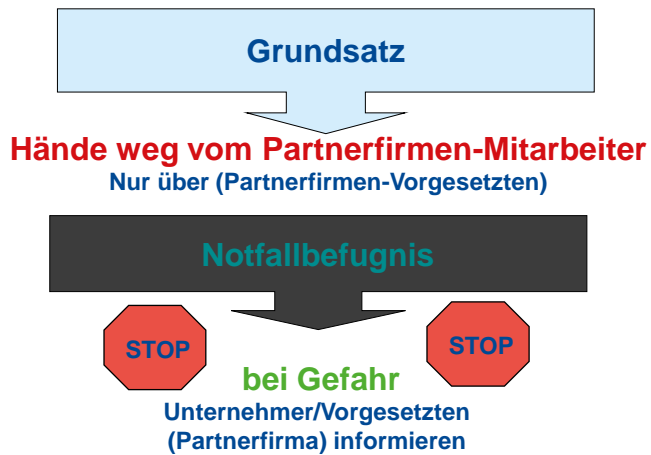 Grundsatz
Hände weg vom Partnerfirmen-Mitarbeiter
Nur über (Partnerfirmen-Vorgesetzten)
Notfallbefugnis
STOP
STOP
bei Gefahr
Unternehmer/Vorgesetzten
(Partnerfirma) informieren